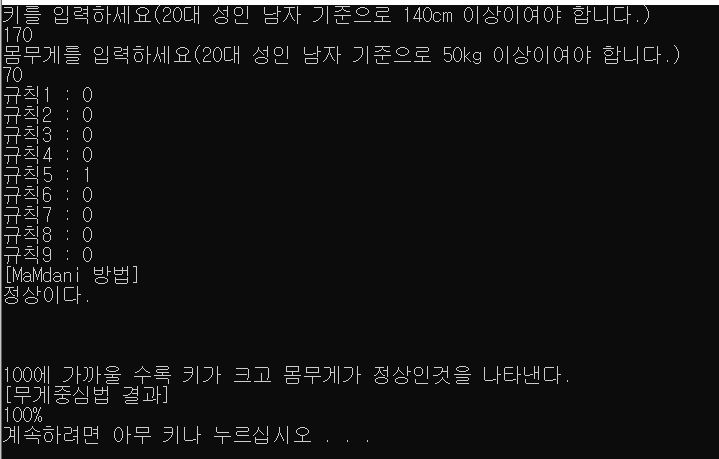 키를 입력하세요(20대 성인 남자 기준으로 140cm 이상이여야 합니다.)
170
몸무게를 입력하세요(20대 성인 남자 기준으로 50kg 이상이여야 합니다.)
70
규칙1 : 0
규칙2 : 0
규칙3 : 0
규칙4 : 0
규칙5 : 1
규칙6 : 0
규칙7 : 0
규칙8 : 0
규칙9 : 0
[MaMdani 방법]
정상이다.
100에 가까울 수록 키가 크고 몸무게가 정상인것을 나타낸다.
[무게중심법 결과]
100%
계속하려면 아무 키나 누르십시오 . . .